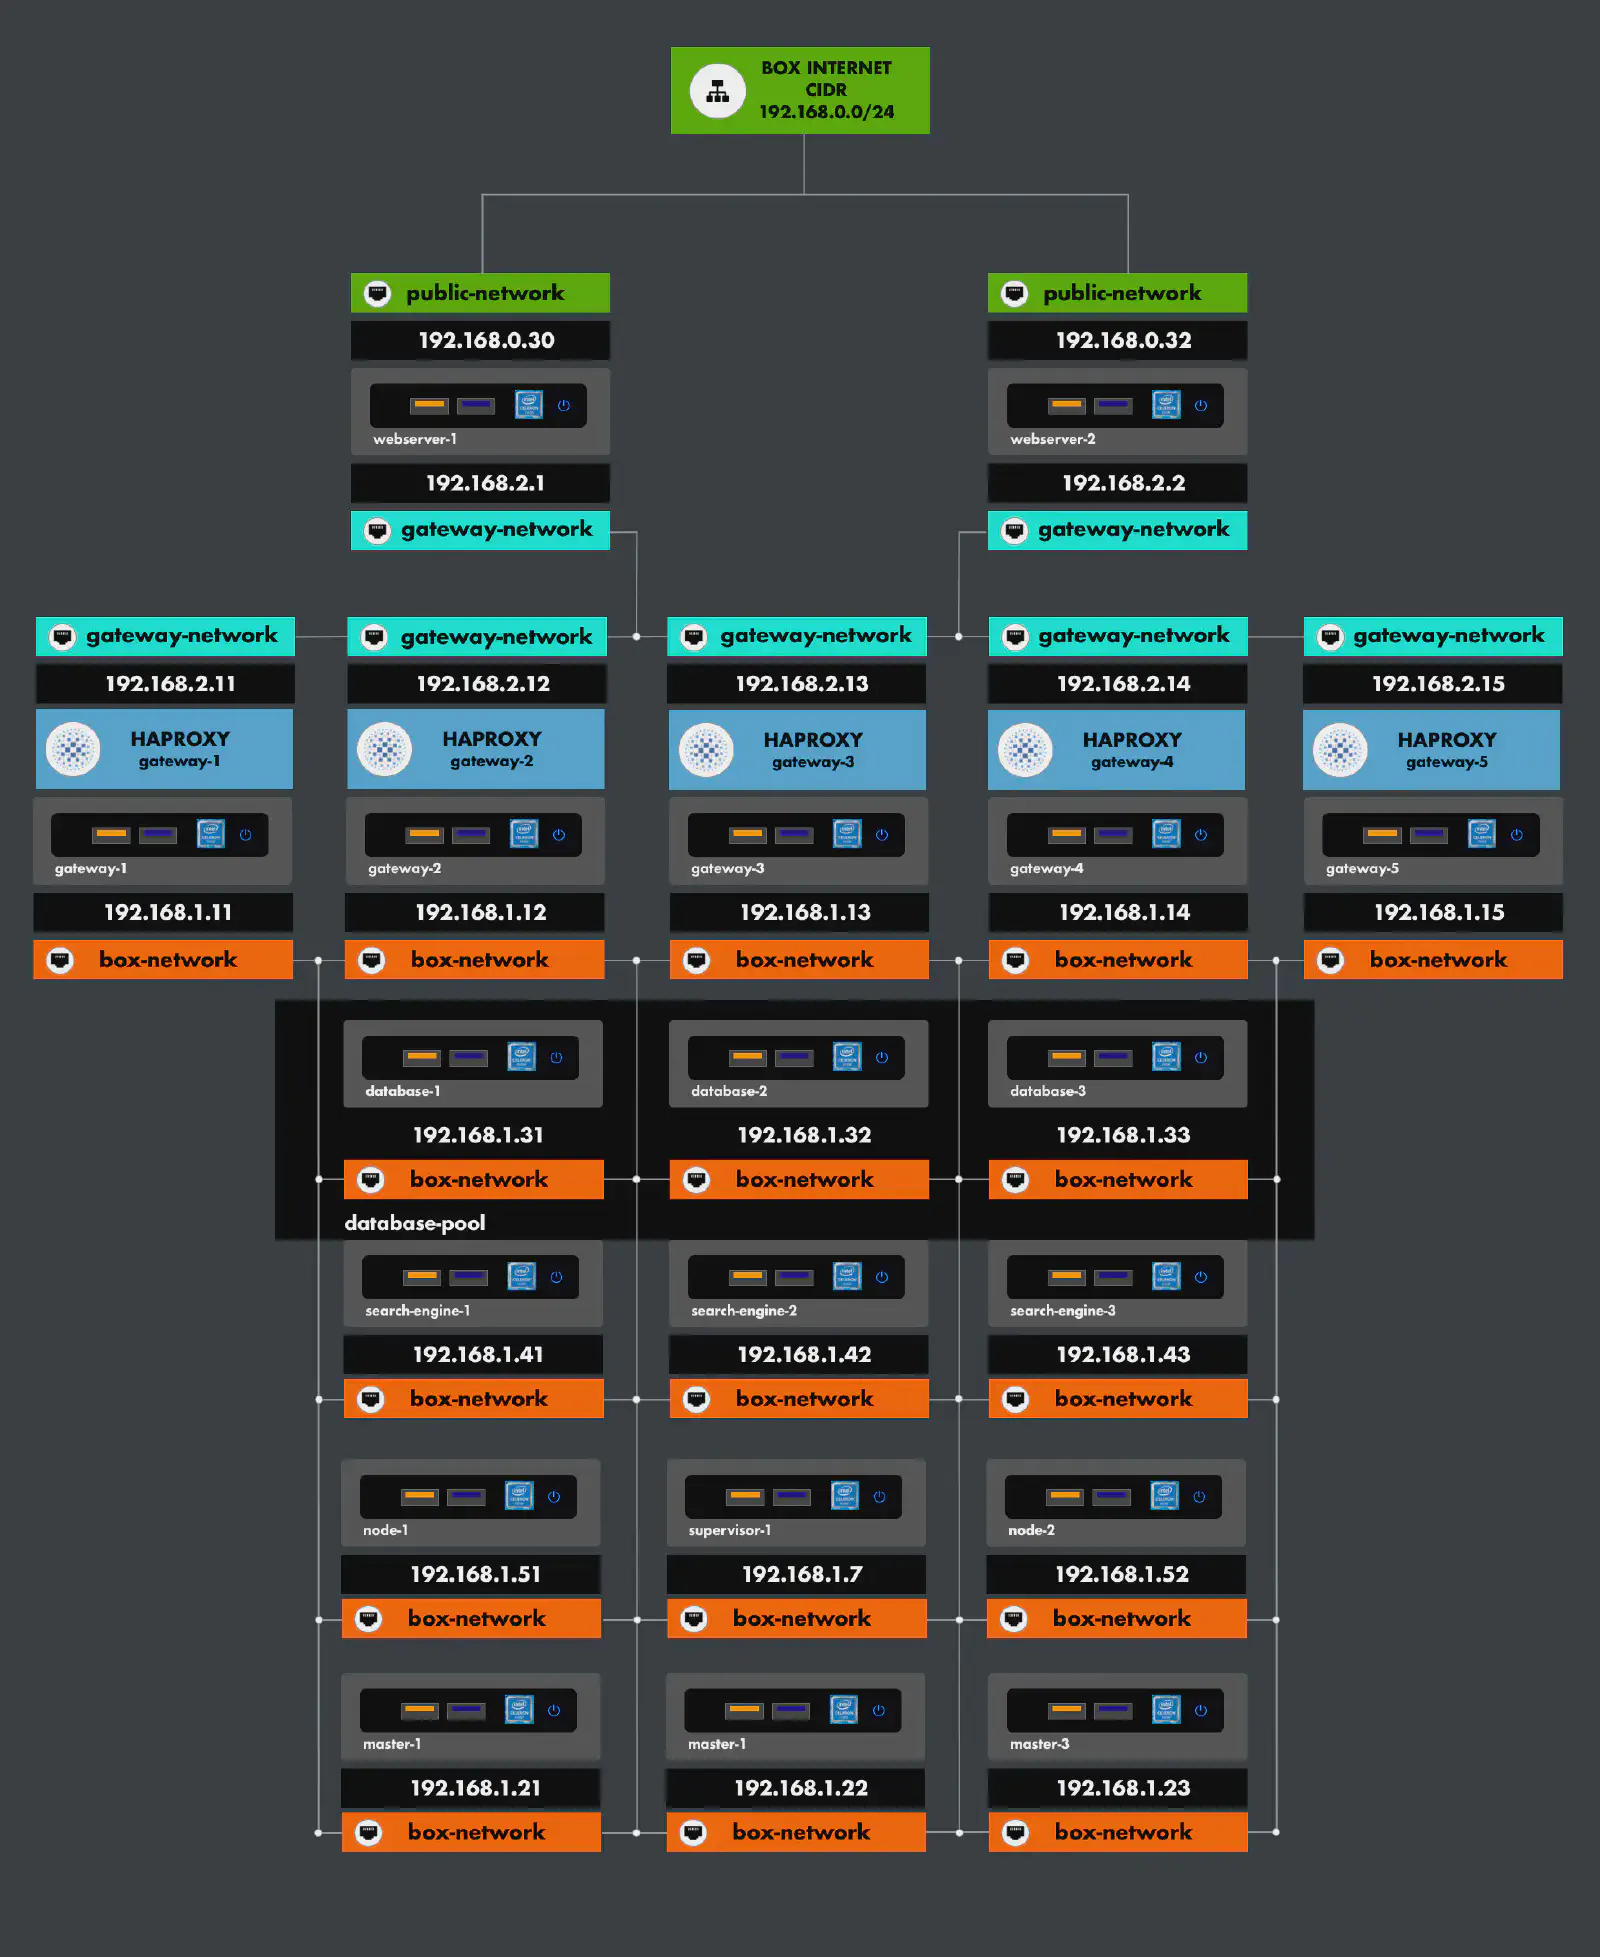 BOX INTERNET
CIDR
192.168.0.0/24
public-network
public-network
192.168.0.30
192.168.0.32
webserver-1
webserver-2
192.168.2.1
192.168.2.2
gateway-network
gateway-network
gateway-network
gateway-network
gateway-network
gateway-network
gateway-network
192.168.2.11
192.168.2.12
192.168.2.13
192.168.2.14
192.168.2.15
HAPROXY
gateway-1
HAPROXY
gateway-2
HAPROXY
gateway-3
HAPROXY
gateway-4
HAPROXY
gateway-5
gateway-1
gateway-2
gateway-3
gateway-4
gateway-5
192.168.1.11
192.168.1.12
192.168.1.13
192.168.1.14
192.168.1.15
box-network
box-network
box-network
box-network
box-network
database-1
database-2
database-3
192.168.1.31
192.168.1.32
192.168.1.33
box-network
box-network
box-network
database-pool
search-engine-1
search-engine-2
search-engine-3
192.168.1.41
192.168.1.42
192.168.1.43
box-network
box-network
box-network
node-1
supervisor-1
node-2
192.168.1.51
192.168.1.7
192.168.1.52
box-network
box-network
box-network
master-1
master-1
master-3
192.168.1.21
192.168.1.22
192.168.1.23
box-network
box-network
box-network